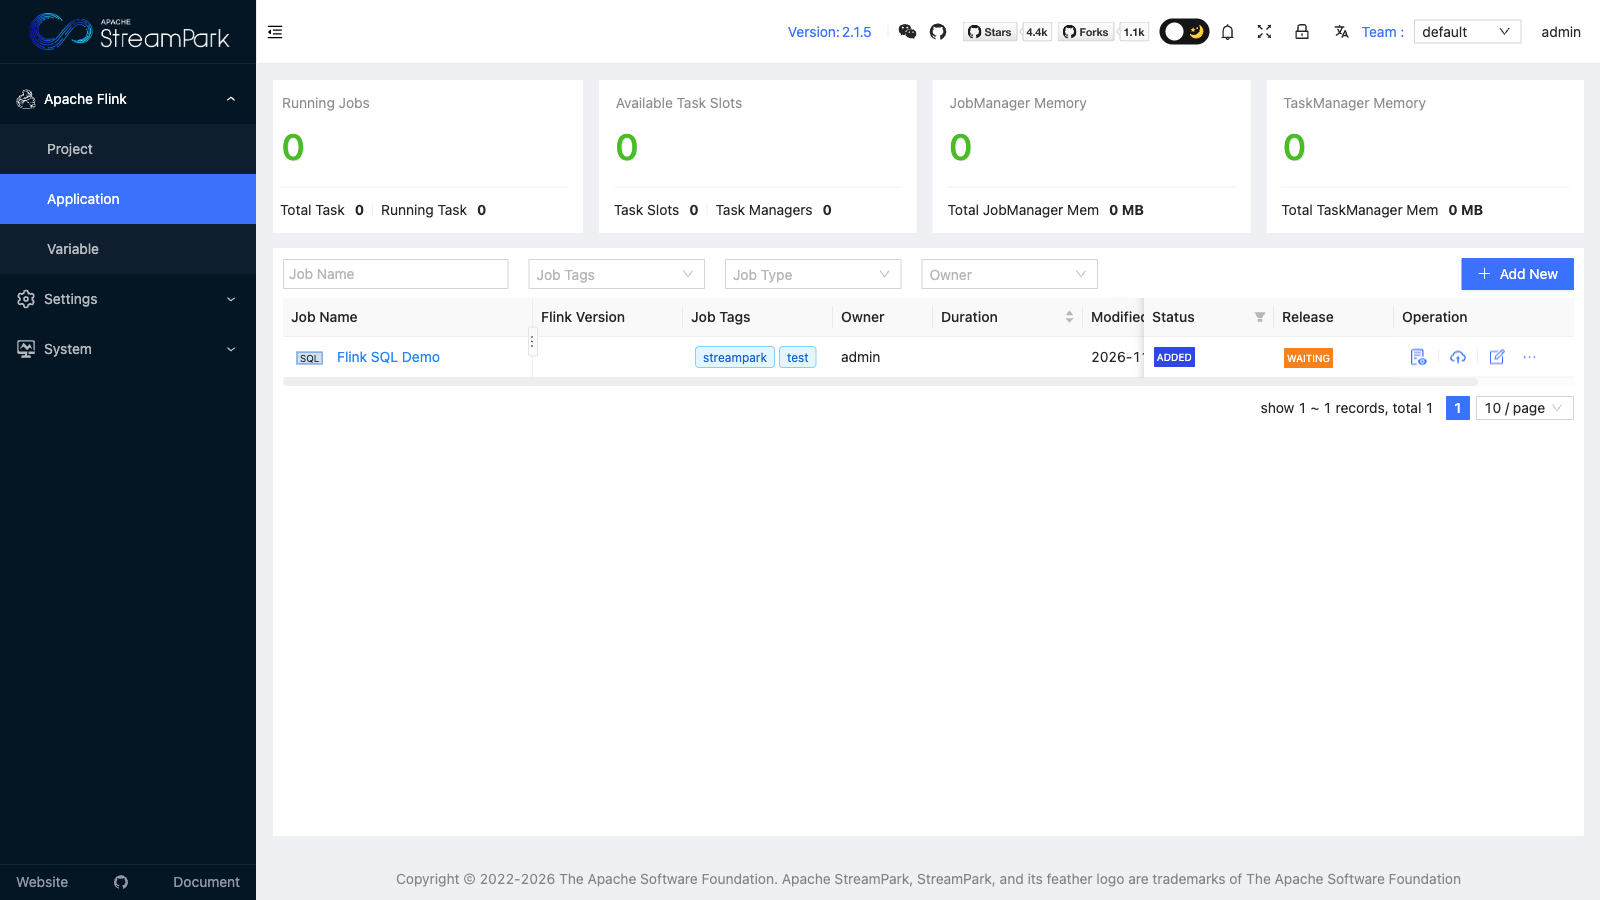 APACHE
StreamPark
Version: 2.1.5
Stars 4.4k
Forks 1.1k
Team : default
admin
Apache Flink
Project
Application
Variable
Settings
System
Website
Document
Running Jobs
0
Total Task 0 Running Task 0
Available Task Slots
0
Task Slots 0 Task Managers 0
JobManager Memory
0
Total JobManager Mem 0 MB
TaskManager Memory
0
Total TaskManager Mem 0 MB
Job Name Job Tags Job Type Owner Add New
Job Name Flink Version Job Tags Owner Duration Modified Status Release Operation
SQL Flink SQL Demo streampark test admin 2026-11 ADDED WAITING
show 1 ~ 1 records, total 1 1 10 / page
Copyright © 2022-2026 The Apache Software Foundation. Apache StreamPark, StreamPark, and its feather logo are trademarks of The Apache Software Foundation